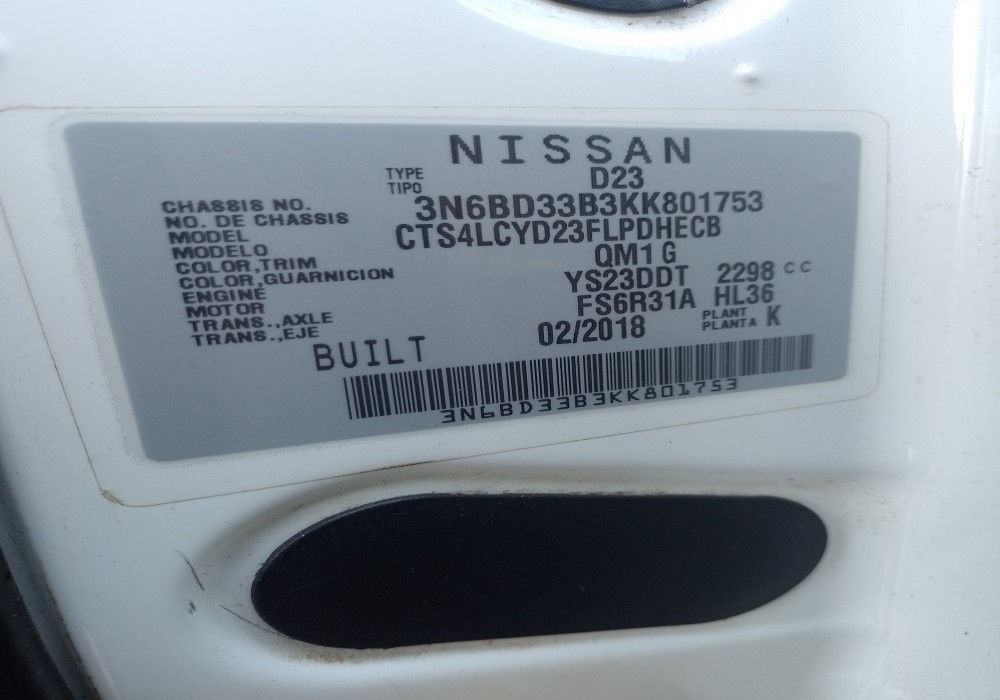 NISSAN
TYPE
TIPO D23
CHASSIS NO.
NO. DE CHASSIS 3N6BD33B3KK801753
MODEL
MODELO CTS4LCYD23FLPDHECB
COLOR,TRIM
COLOR,GUARNICION QM1 G
ENGINE
MOTOR YS23DDT 2298 CC
TRANS.,AXLE
TRANS.,EJE FS6R31A HL36
PLANT
PLANTA K
BUILT 02/2018
3N6BD33B3KK801753